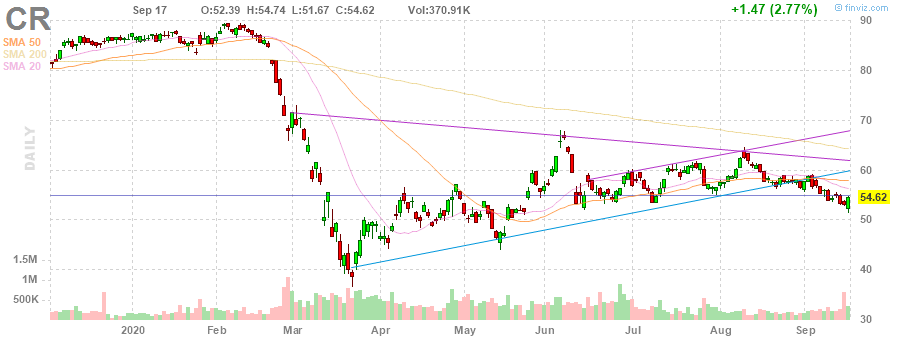 CR Sep 17 O:52.39 H:54.74 L:51.67 C:54.62 Vol:370.91K +1.47 (2.77%) © finviz.com
SMA 50
SMA 200
SMA 20
DAILY
90
80
70
60
54.62
50
40
30
1.5M
1M
500K
2020 Feb Mar Apr May Jun Jul Aug Sep